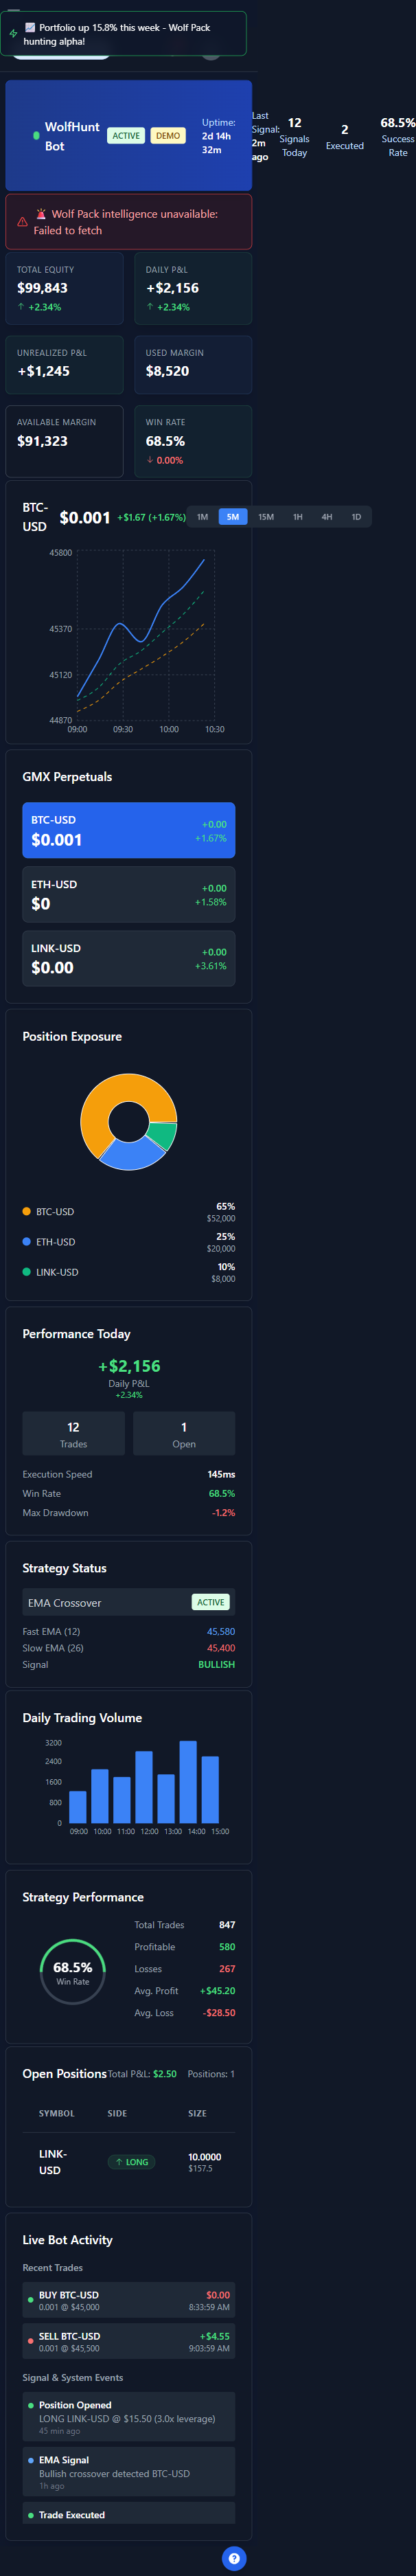 📈 Portfolio up 15.8% this week - Wolf Pack
hunting alpha!
WolfHunt
Bot
ACTIVE
DEMO
Uptime:
2d 14h
32m
Last
Signal:
2m
ago
12
Signals
Today
2
Executed
68.5%
Success
Rate
🚨 Wolf Pack intelligence unavailable:
Failed to fetch
TOTAL EQUITY
$99,843
↑ +2.34%
DAILY P&L
+$2,156
↑ +2.34%
UNREALIZED P&L
+$1,245
USED MARGIN
$8,520
AVAILABLE MARGIN
$91,323
WIN RATE
68.5%
↓ 0.00%
BTC-
USD
$0.001
+$1.67 (+1.67%)
1M 5M 15M 1H 4H 1D
45800
45370
45120
44870
09:00 09:30 10:00 10:30
GMX Perpetuals
BTC-USD
$0.001
+0.00
+1.67%
ETH-USD
$0
+0.00
+1.58%
LINK-USD
$0.00
+0.00
+3.61%
Position Exposure
BTC-USD
65%
$52,000
ETH-USD
25%
$20,000
LINK-USD
10%
$8,000
Performance Today
+$2,156
Daily P&L
+2.34%
12
Trades
1
Open
Execution Speed 145ms
Win Rate 68.5%
Max Drawdown -1.2%
Strategy Status
EMA Crossover ACTIVE
Fast EMA (12) 45,580
Slow EMA (26) 45,400
Signal BULLISH
Daily Trading Volume
3200
2400
1600
800
0
09:00 10:00 11:00 12:00 13:00 14:00 15:00
Strategy Performance
68.5%
Win Rate
Total Trades 847
Profitable 580
Losses 267
Avg. Profit +$45.20
Avg. Loss -$28.50
Open Positions Total P&L: $2.50 Positions: 1
SYMBOL SIDE SIZE
LINK-
USD
↑ LONG
10.0000
$157.5
Live Bot Activity
Recent Trades
BUY BTC-USD $0.00
0.001 @ $45,000 8:33:59 AM
SELL BTC-USD +$4.55
0.001 @ $45,500 9:03:59 AM
Signal & System Events
Position Opened
LONG LINK-USD @ $15.50 (3.0x leverage)
45 min ago
EMA Signal
Bullish crossover detected BTC-USD
1h ago
Trade Executed
?